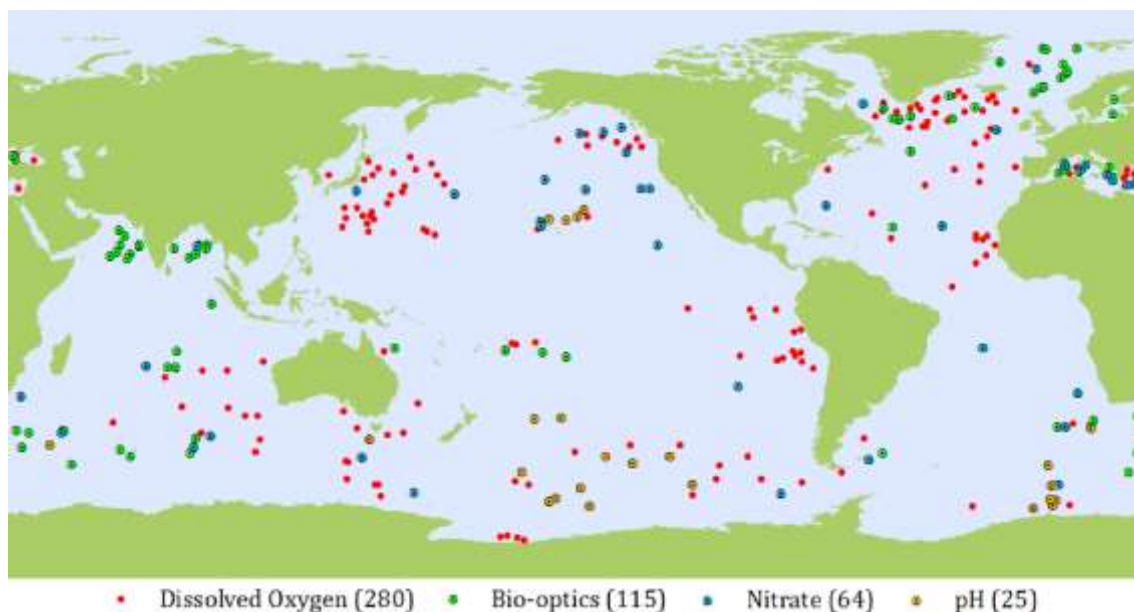 Dissolved Oxygen (280) Bio-optics (115) Nitrate (64) pH (25)